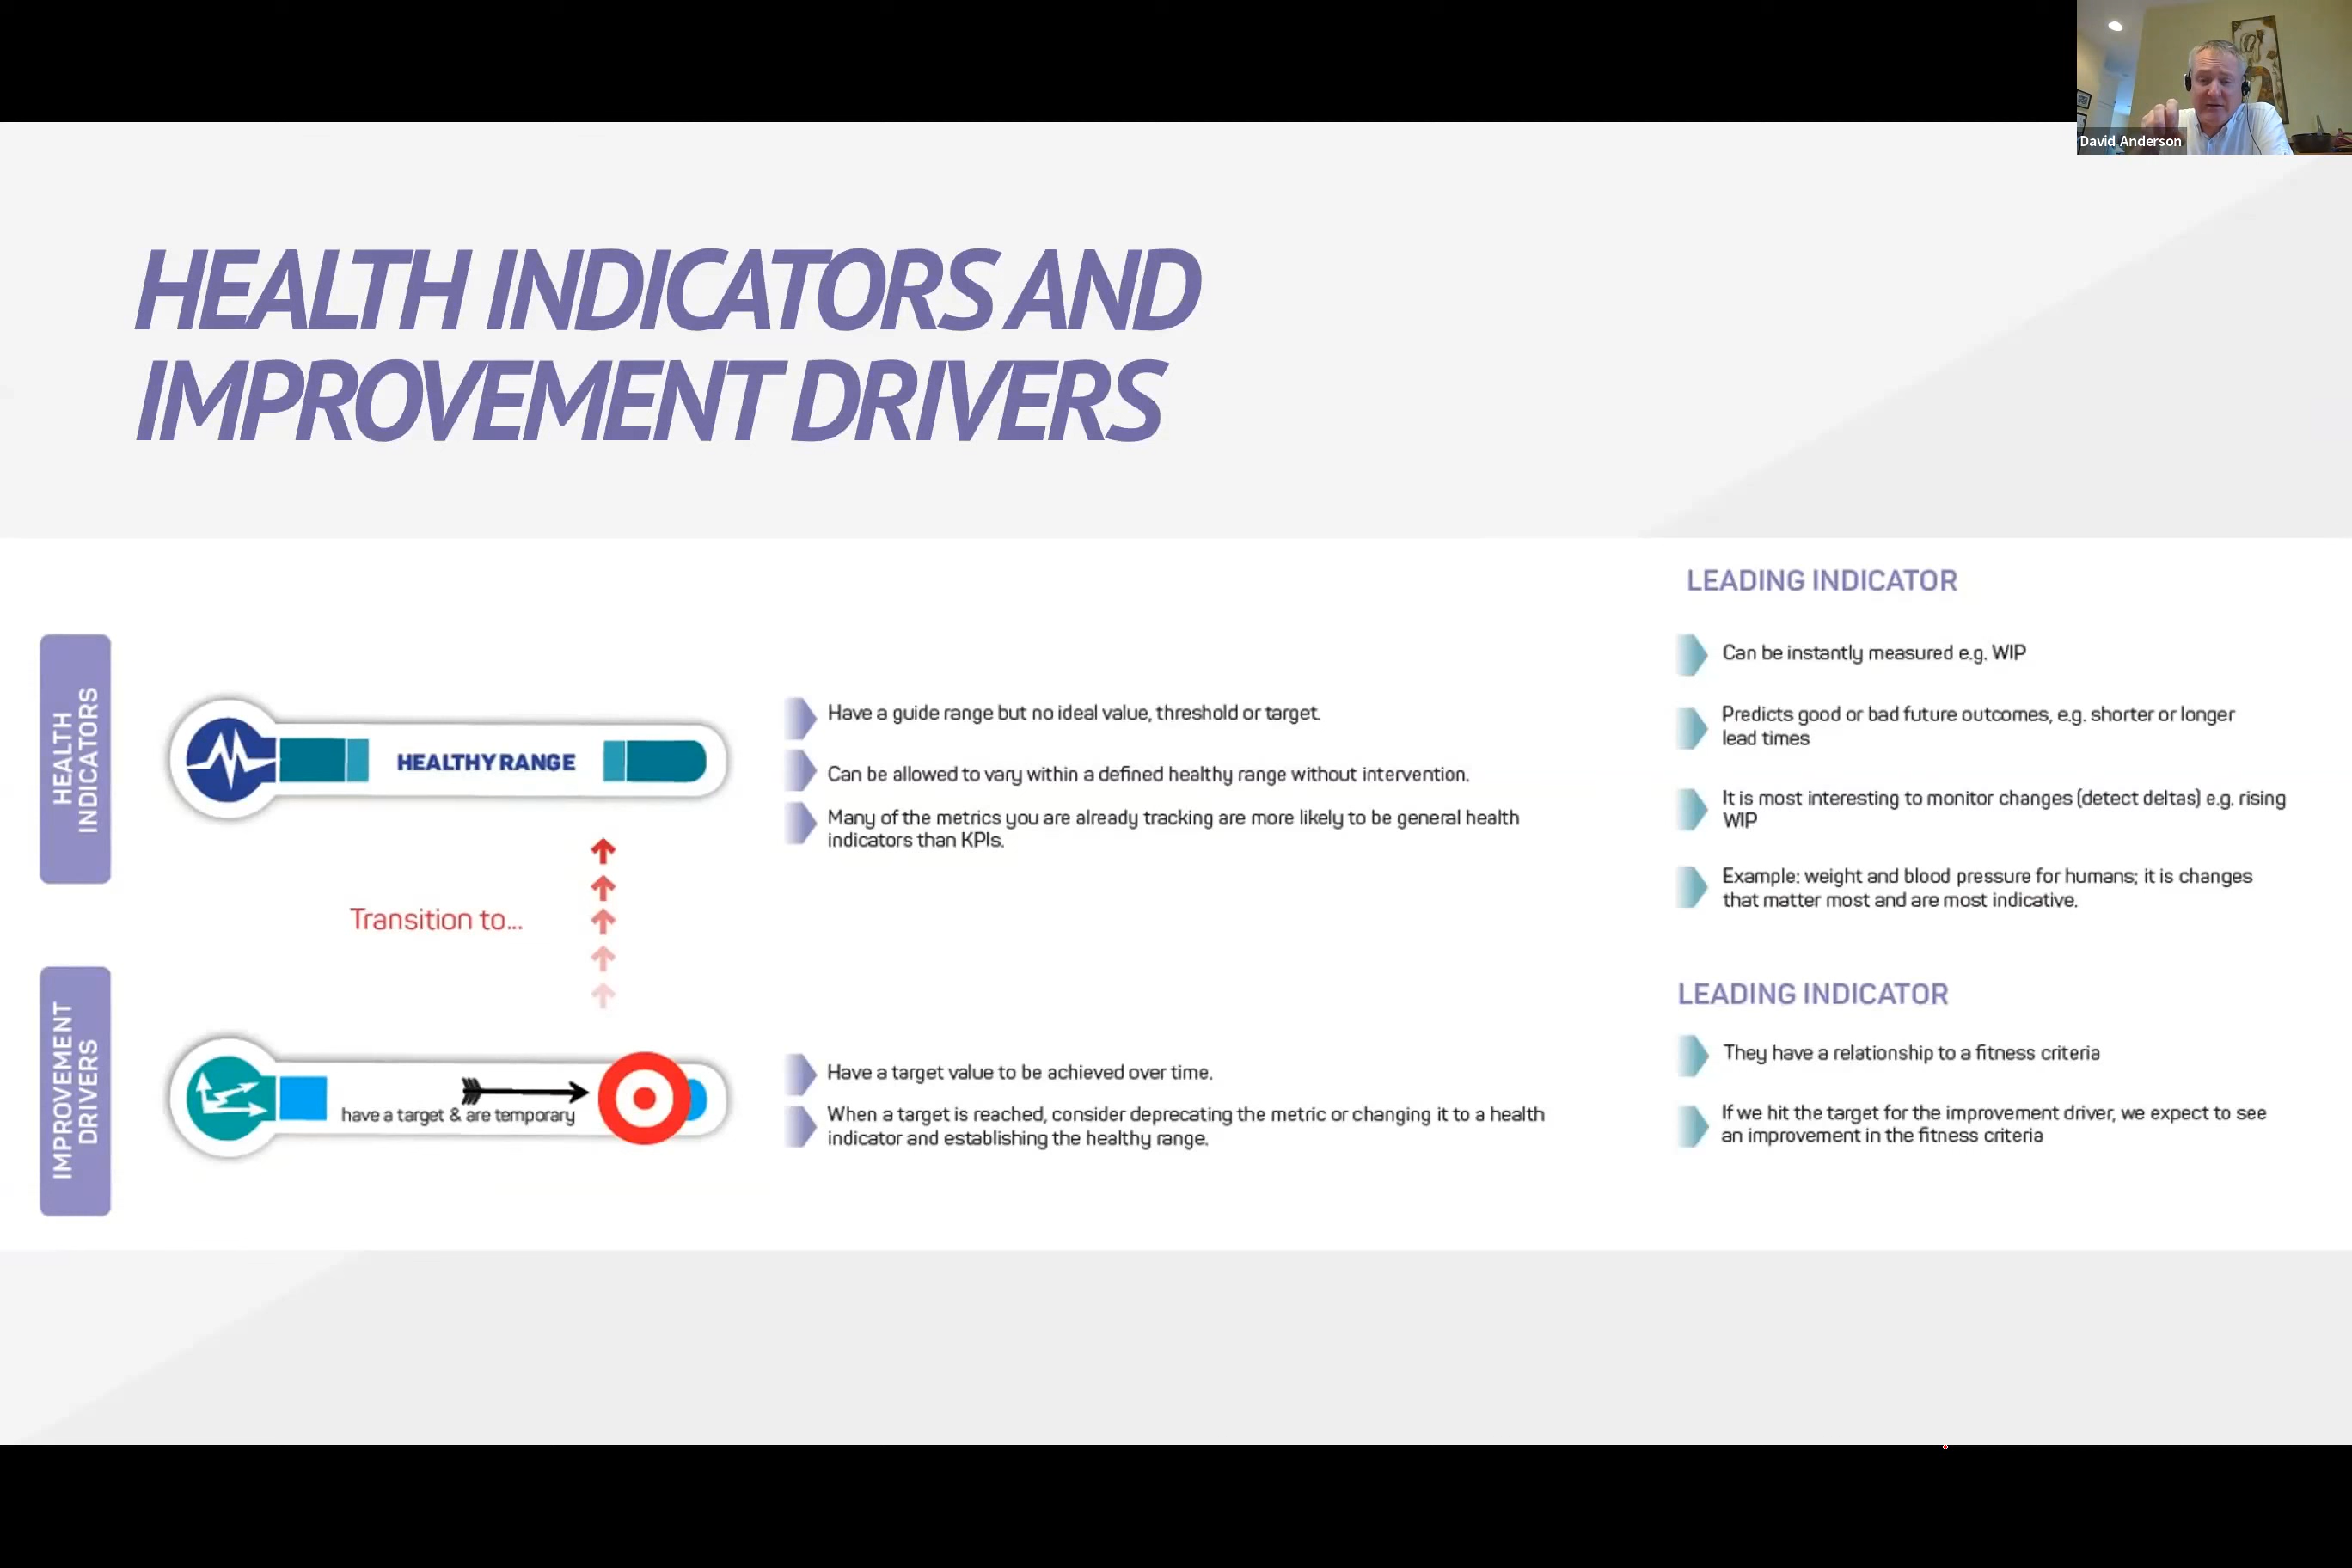 David Anderson
HEALTH INDICATORS AND
IMPROVEMENT DRIVERS
HEALTH
INDICATORS
HEALTHY RANGE
Have a guide range but no ideal value, threshold or target.
Can be allowed to vary within a defined healthy range without intervention.
Many of the metrics you are already tracking are more likely to be general health
indicators than KPIs.
LEADING INDICATOR
Can be instantly measured e.g. WIP
Predicts good or bad future outcomes, e.g. shorter or longer
lead times
It is most interesting to monitor changes (detect deltas) e.g. rising
WIP
Example: weight and blood pressure for humans; it is changes
that matter most and are most indicative.
Transition to...
IMPROVEMENT
DRIVERS
have a target & are temporary
Have a target value to be achieved over time.
When a target is reached, consider deprecating the metric or changing it to a health
indicator and establishing the healthy range.
LEADING INDICATOR
They have a relationship to a fitness criteria
If we hit the target for the improvement driver, we expect to see
an improvement in the fitness criteria